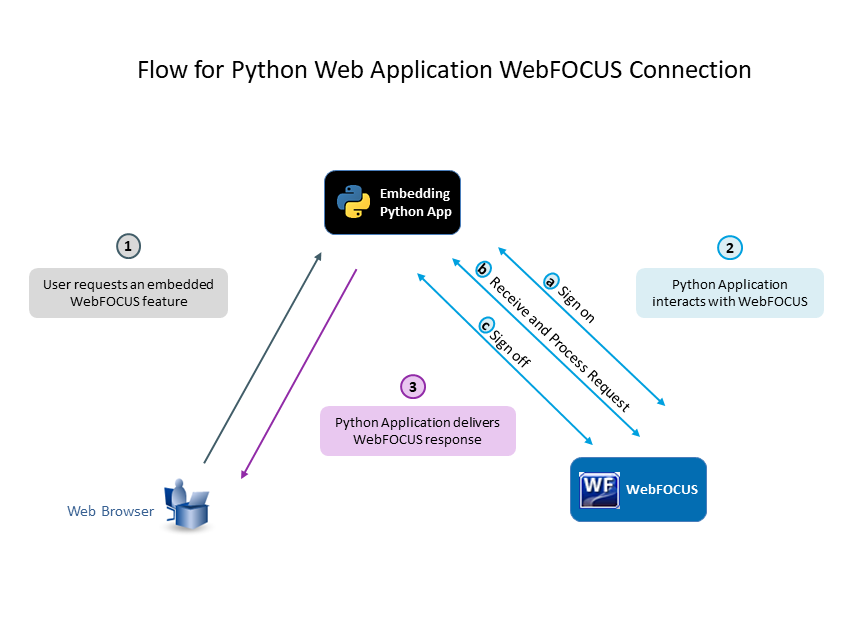 Flow for Python Web Application WebFOCUS Connection
Embedding
Python App
1
User requests an embedded
WebFOCUS feature
2
Python Application
interacts with WebFOCUS
a Sign on
b Receive and Process Request
c Sign off
3
Python Application delivers
WebFOCUS response
Web Browser
WF
WebFOCUS